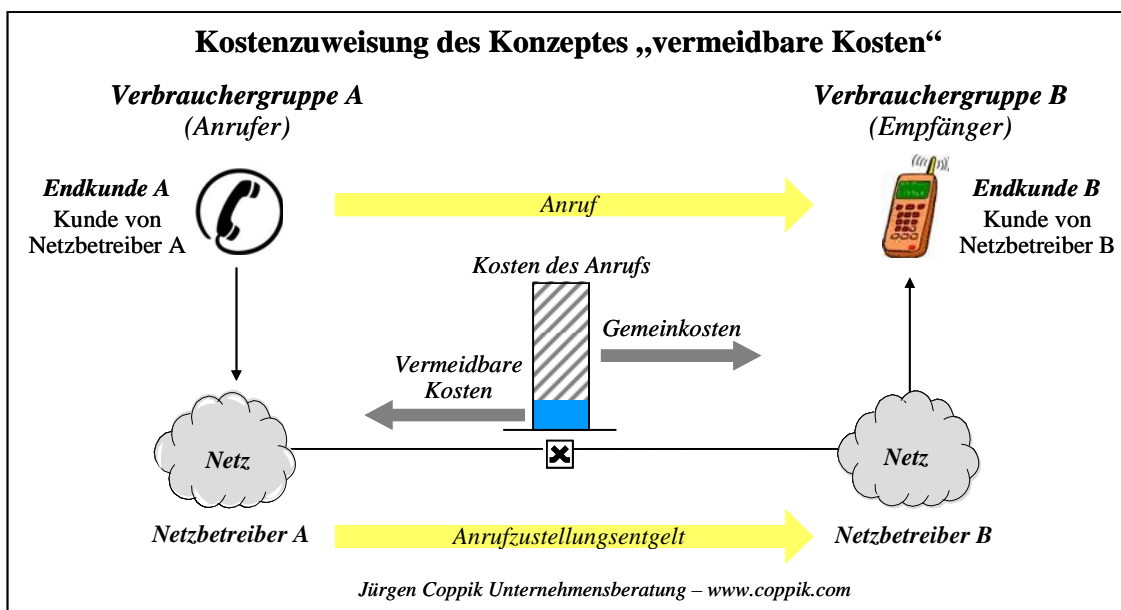 Kostenzuweisung des Konzeptes „vermeidbare Kosten“
Verbrauchergruppe A
(Anrufer)
Verbrauchergruppe B
(Empfänger)
Endkunde A
Kunde von
Netzbetreiber A
Anruf
Endkunde B
Kunde von
Netzbetreiber B
Kosten des Anrufs
Gemeinkosten
Vermeidbare
Kosten
Netz
Netz
Netzbetreiber A
Anrufzustellungsentgelt
Netzbetreiber B
Jürgen Coppik Unternehmensberatung – www.coppik.com